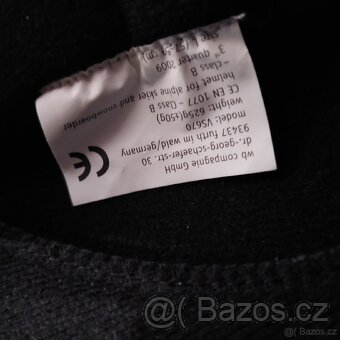 wb compagnie GmbH
dr.-georg-schaefer-str. 30
93437 furth im wald/germany
model: VS670
weight: 625g(±50g)
CE EN 1077 - Class B
helmet for alpine skier and snowboarder
-class B
3rd quarter 2009
size
CE
Bazos.cz